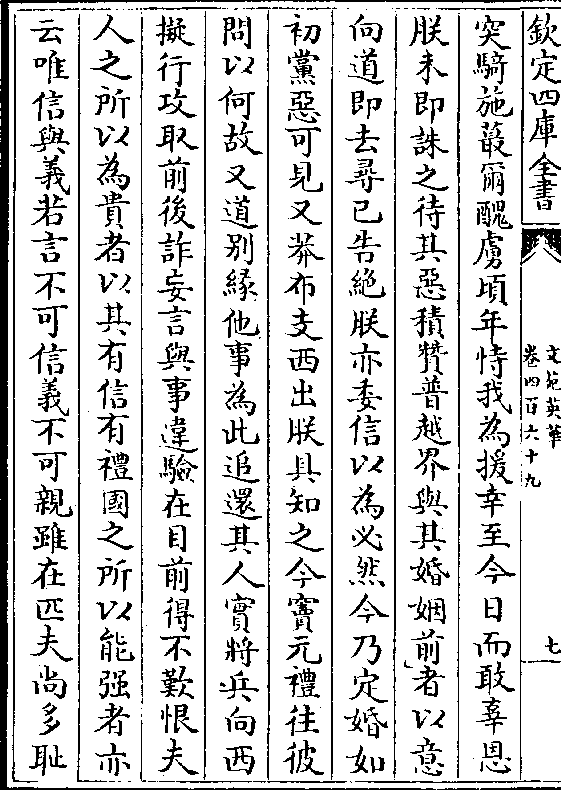 欽定四庫全書
文苑英華
卷四百六十九
七
突騎施蕞爾醜虜頃年恃我為援幸至今日而敢辜恩
朕未即誅之待其惡積贊普越界與其婚姻前者以意
向道即去尋已告絶朕亦委信以為必然今乃定婚如
初黨惡可見又莽布支西出朕具知之今竇元禮往彼
問以何故又道别緣他事為此追還其人實將兵向西
擬行攻取前後詐妄言與事違驗在目前得不歎恨夫
人之所以為貴者以其有信有禮國之所以能强者亦
云唯信與義若言不可信義不可親雖在匹夫尚多恥